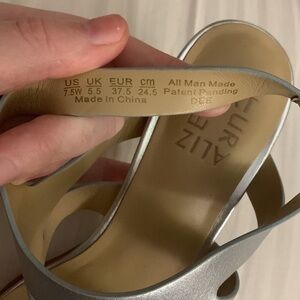 US UK EUR cm
7.5W 5.5 37.5 24.5
Made in China
All Man Made
Patent Pending